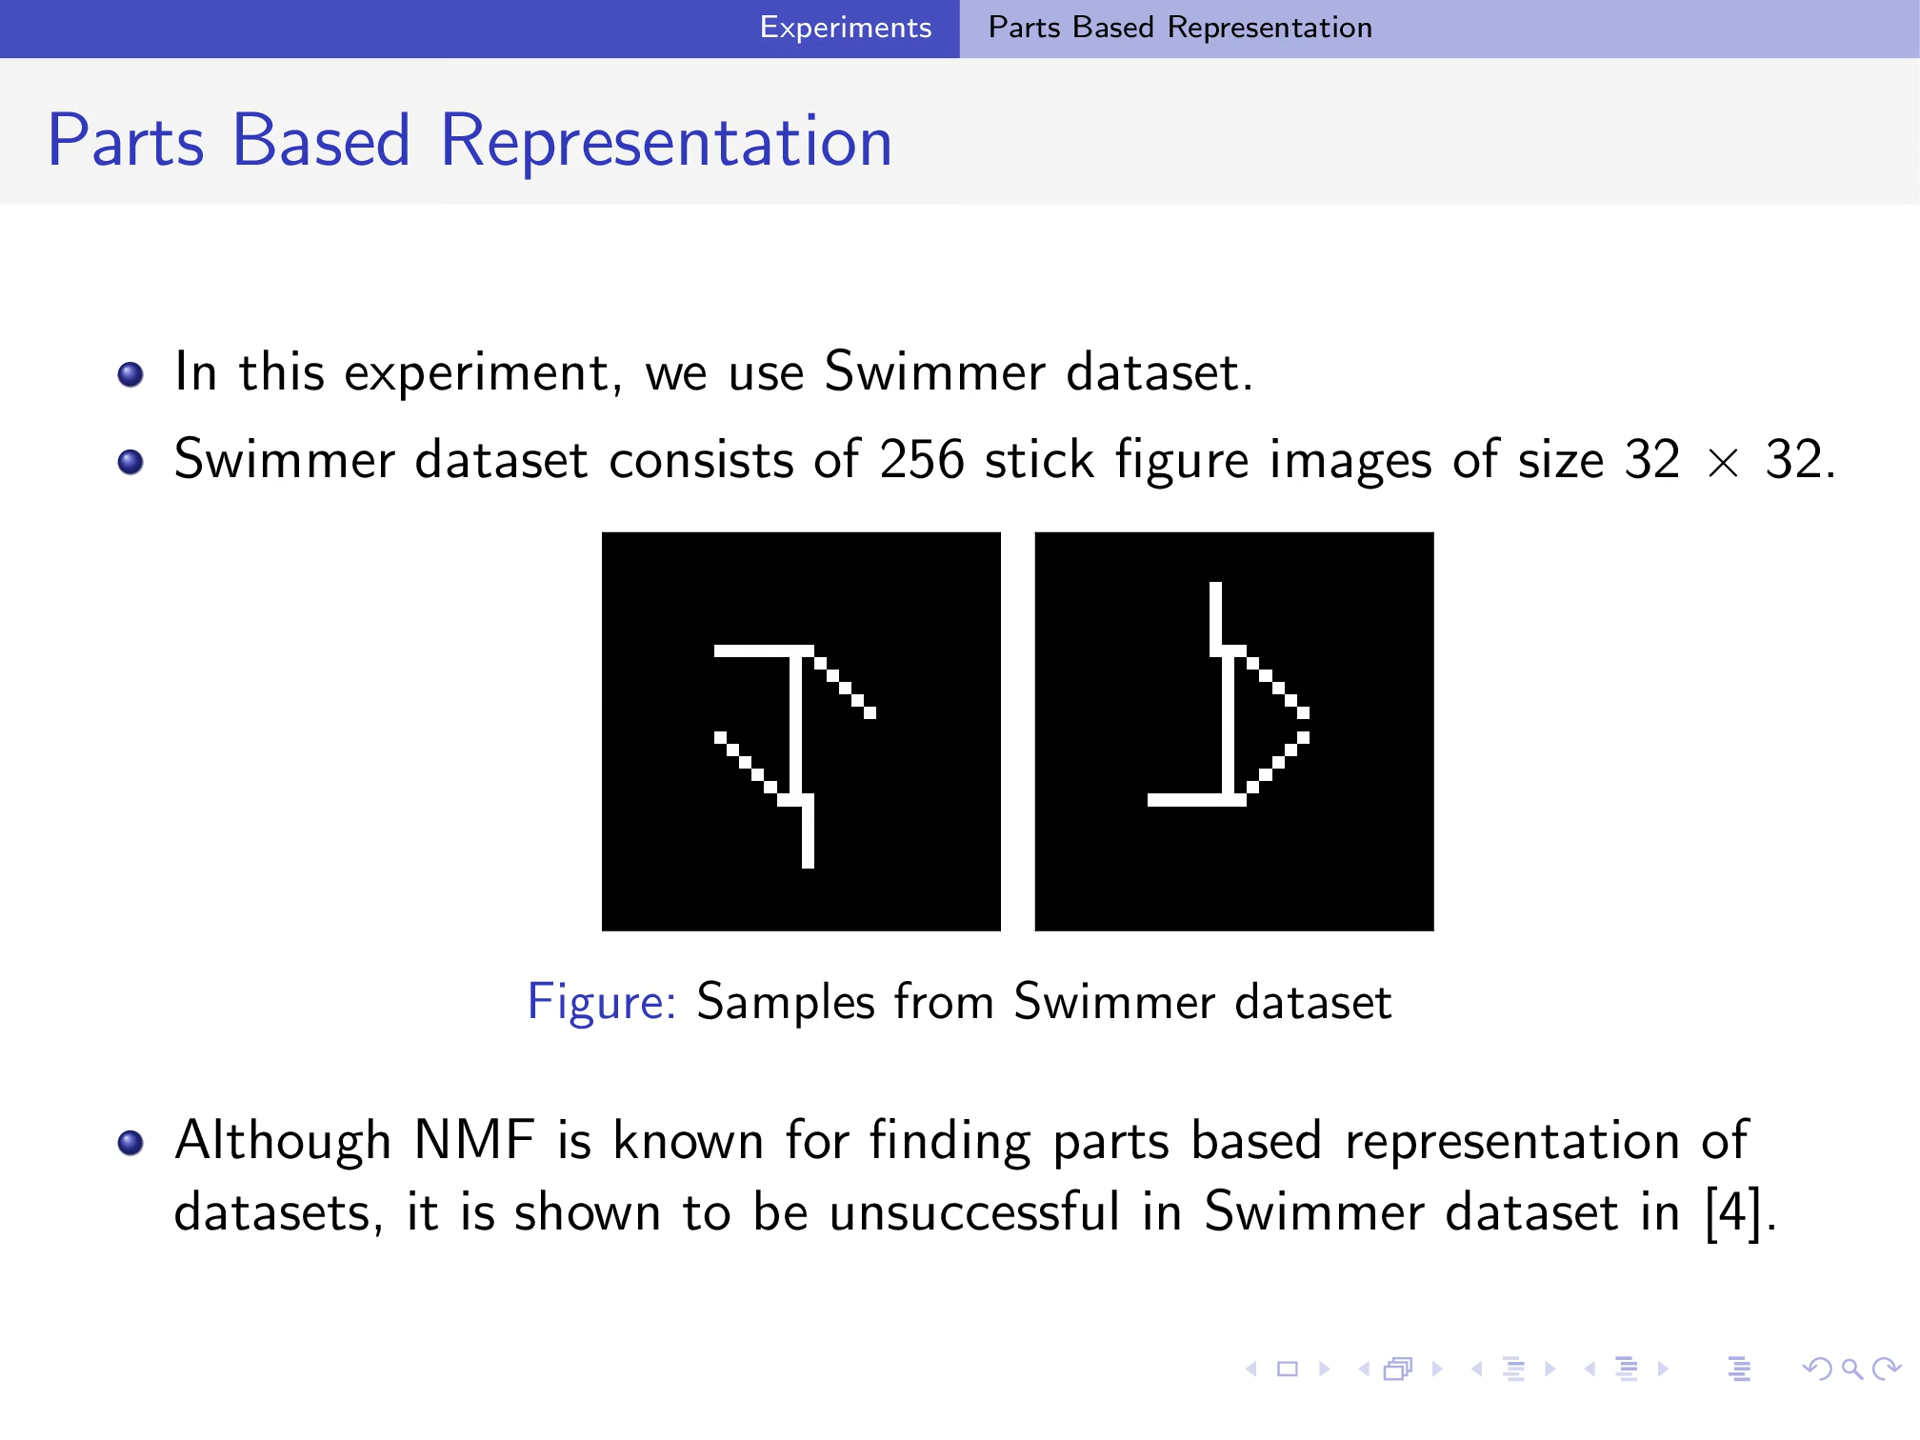 Experiments
Parts Based Representation
Parts Based Representation
In this experiment, we use Swimmer dataset.
Swimmer dataset consists of 256 stick figure images of size 32 × 32.
Figure: Samples from Swimmer dataset
Although NMF is known for finding parts based representation of
datasets, it is shown to be unsuccessful in Swimmer dataset in [4].